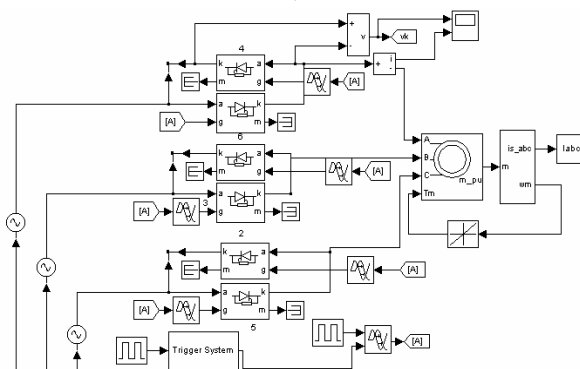 +
v
-
vk
4
k a
m g
+ i
-
[A]
a k
[A]
g m
6
k a
m g
[A]
a k
[A]
3
g m
2
k a
m g
[A]
a k
[A]
g m
5
A
B
C
Tm
m_pu
m
is_abc
wm
Iabc
Trigger System
[A]